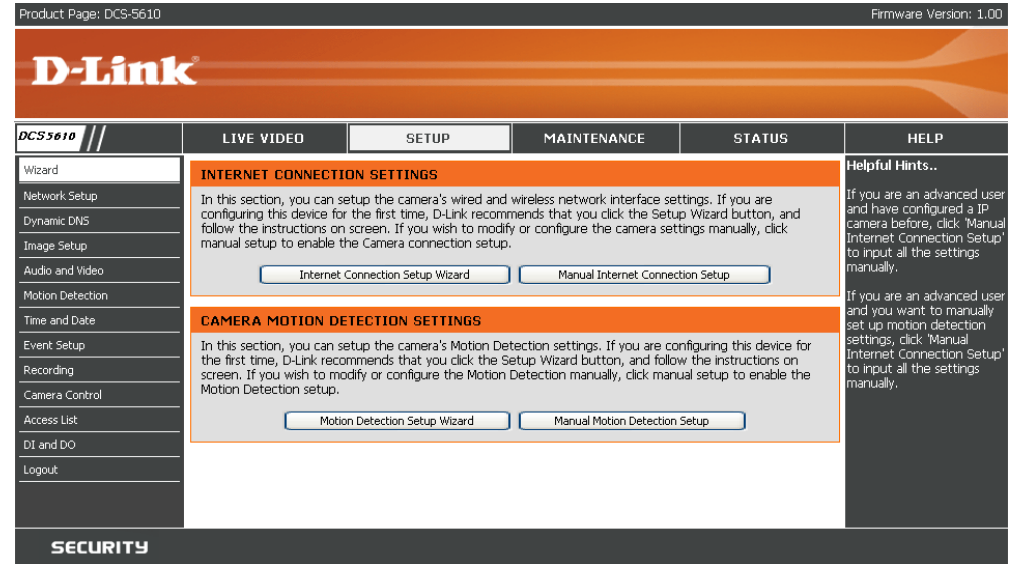 Product Page: DCS-5610
Firmware Version: 1.00
D-Link®
DCS5610
LIVE VIDEO
SETUP
MAINTENANCE
STATUS
HELP
Wizard
Network Setup
Dynamic DNS
Image Setup
Audio and Video
Motion Detection
Time and Date
Event Setup
Recording
Camera Control
Access List
DI and DO
Logout
INTERNET CONNECTION SETTINGS
In this section, you can setup the camera's wired and wireless network interface settings. If you are
configuring this device for the first time, D-Link recommends that you click the Setup Wizard button, and
follow the instructions on screen. If you wish to modify or configure the camera settings manually, click
manual setup to enable the Camera connection setup.
Internet Connection Setup Wizard
Manual Internet Connection Setup
CAMERA MOTION DETECTION SETTINGS
In this section, you can setup the camera's Motion Detection settings. If you are configuring this device for
the first time, D-Link recommends that you click the Setup Wizard button, and follow the instructions on
screen. If you wish to modify or configure the Motion Detection manually, click manual setup to enable the
Motion Detection setup.
Motion Detection Setup Wizard
Manual Motion Detection Setup
Helpful Hints..
If you are an advanced user
and have configured a IP
camera before, click 'Manual
Internet Connection Setup'
to input all the settings
manually.
If you are an advanced user
and you want to manually
set up motion detection
settings, click 'Manual
Internet Connection Setup'
to input all the settings
manually.
SECURITY